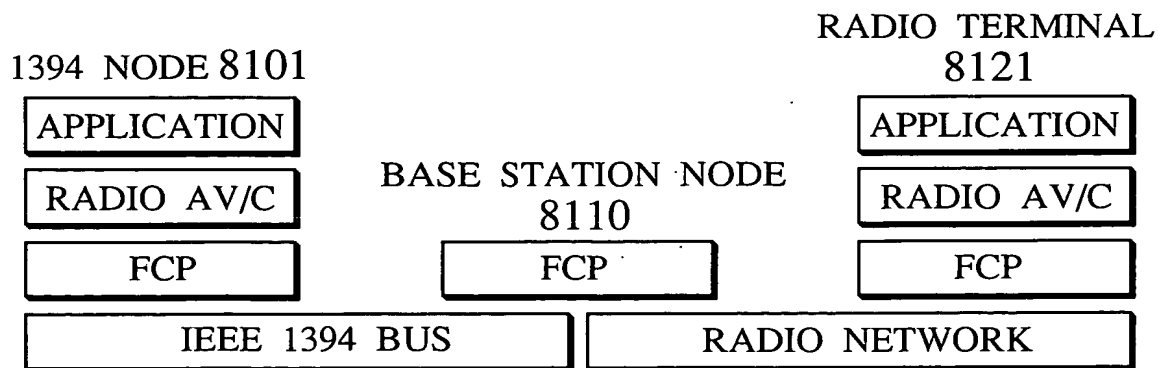 1394 NODE 8101
APPLICATION
RADIO AV/C
FCP
BASE STATION NODE
8110
FCP
RADIO TERMINAL
8121
APPLICATION
RADIO AV/C
FCP
IEEE 1394 BUS
RADIO NETWORK